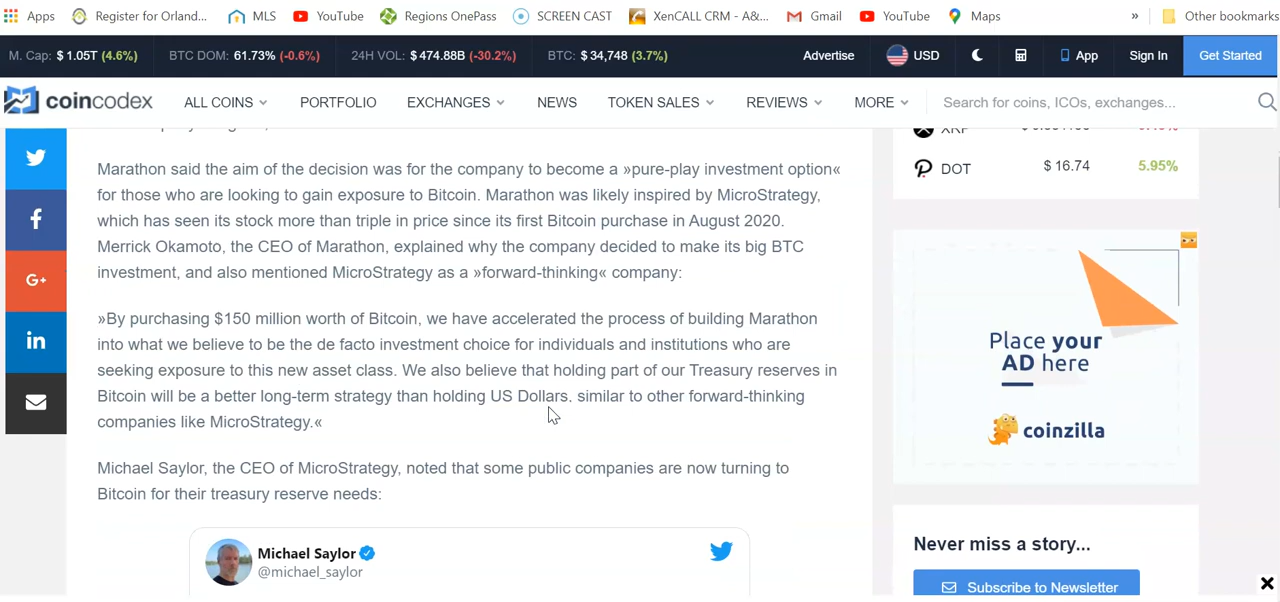 Apps Register for Orland... MLS YouTube Regions OnePass SCREEN CAST XenCALL CRM - A&... Gmail YouTube Maps » Other bookmarks
M. Cap: $ 1.05T (4.6%) BTC DOM: 61.73% (-0.6%) 24H VOL: $ 474.88B (-30.2%) BTC: $ 34,748 (3.7%) Advertise USD App Sign In Get Started
coincodex ALL COINS PORTFOLIO EXCHANGES NEWS TOKEN SALES REVIEWS MORE Search for coins, ICOs, exchanges...
XRP
DOT $ 16.74 5.95%
Marathon said the aim of the decision was for the company to become a »pure-play investment option«
for those who are looking to gain exposure to Bitcoin. Marathon was likely inspired by MicroStrategy,
which has seen its stock more than triple in price since its first Bitcoin purchase in August 2020.
Merrick Okamoto, the CEO of Marathon, explained why the company decided to make its big BTC
investment, and also mentioned MicroStrategy as a »forward-thinking« company:
»By purchasing $150 million worth of Bitcoin, we have accelerated the process of building Marathon
into what we believe to be the de facto investment choice for individuals and institutions who are
seeking exposure to this new asset class. We also believe that holding part of our Treasury reserves in
Bitcoin will be a better long-term strategy than holding US Dollars. similar to other forward-thinking
companies like MicroStrategy.«
Michael Saylor, the CEO of MicroStrategy, noted that some public companies are now turning to
Bitcoin for their treasury reserve needs:
Michael Saylor
@michael_saylor
f
G+
in
Place your
AD here
coinzilla
Never miss a story...
Subscribe to Newsletter